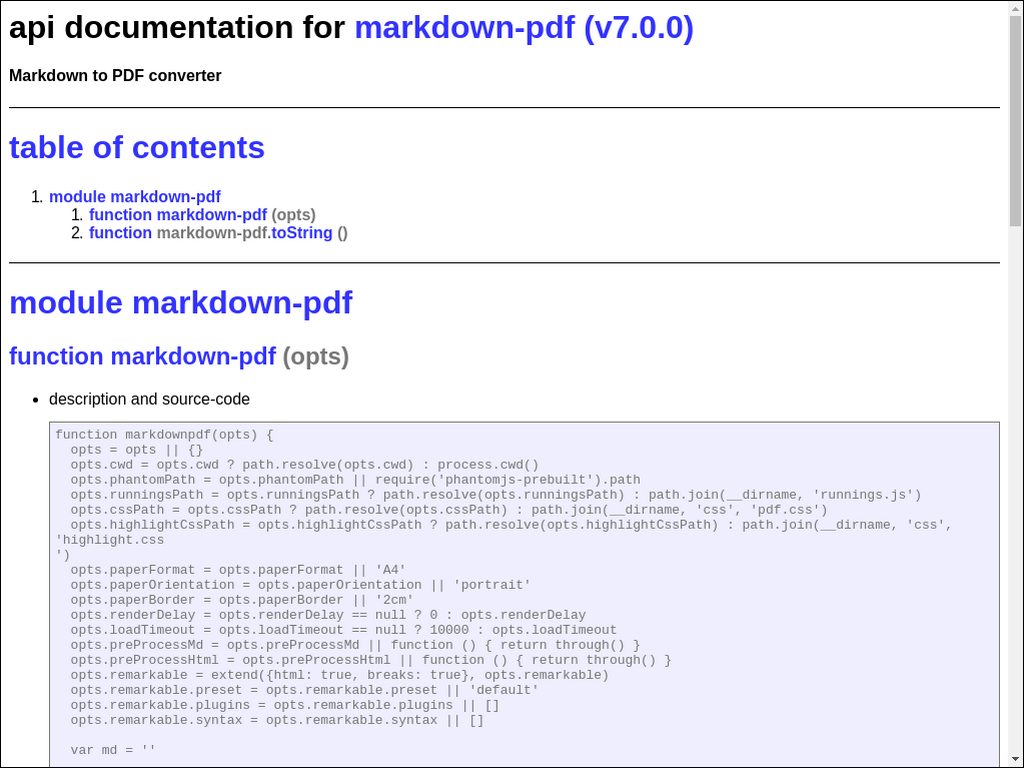 api documentation for markdown-pdf (v7.0.0)
Markdown to PDF converter
table of contents
1. module markdown-pdf
1. function markdown-pdf (opts)
2. function markdown-pdf.toString ()
module markdown-pdf
function markdown-pdf (opts)
• description and source-code
function markdownpdf(opts) {
  opts = opts || {}
  opts.cwd = opts.cwd ? path.resolve(opts.cwd) : process.cwd()
  opts.phantomPath = opts.phantomPath || require('phantomjs-prebuilt').path
  opts.runningsPath = opts.runningsPath ? path.resolve(opts.runningsPath) : path.join(__dirname, 'runnings.js')
  opts.cssPath = opts.cssPath ? path.resolve(opts.cssPath) : path.join(__dirname, 'css', 'pdf.css')
  opts.highlightCssPath = opts.highlightCssPath ? path.resolve(opts.highlightCssPath) : path.join(__dirname, 'css',
'highlight.css
')
  opts.paperFormat = opts.paperFormat || 'A4'
  opts.paperOrientation = opts.paperOrientation || 'portrait'
  opts.paperBorder = opts.paperBorder || '2cm'
  opts.renderDelay = opts.renderDelay == null ? 0 : opts.renderDelay
  opts.loadTimeout = opts.loadTimeout == null ? 10000 : opts.loadTimeout
  opts.preProcessMd = opts.preProcessMd || function () { return through() }
  opts.preProcessHtml = opts.preProcessHtml || function () { return through() }
  opts.remarkable = extend({html: true, breaks: true}, opts.remarkable)
  opts.remarkable.preset = opts.remarkable.preset || 'default'
  opts.remarkable.plugins = opts.remarkable.plugins || []
  opts.remarkable.syntax = opts.remarkable.syntax || []
  var md = ''